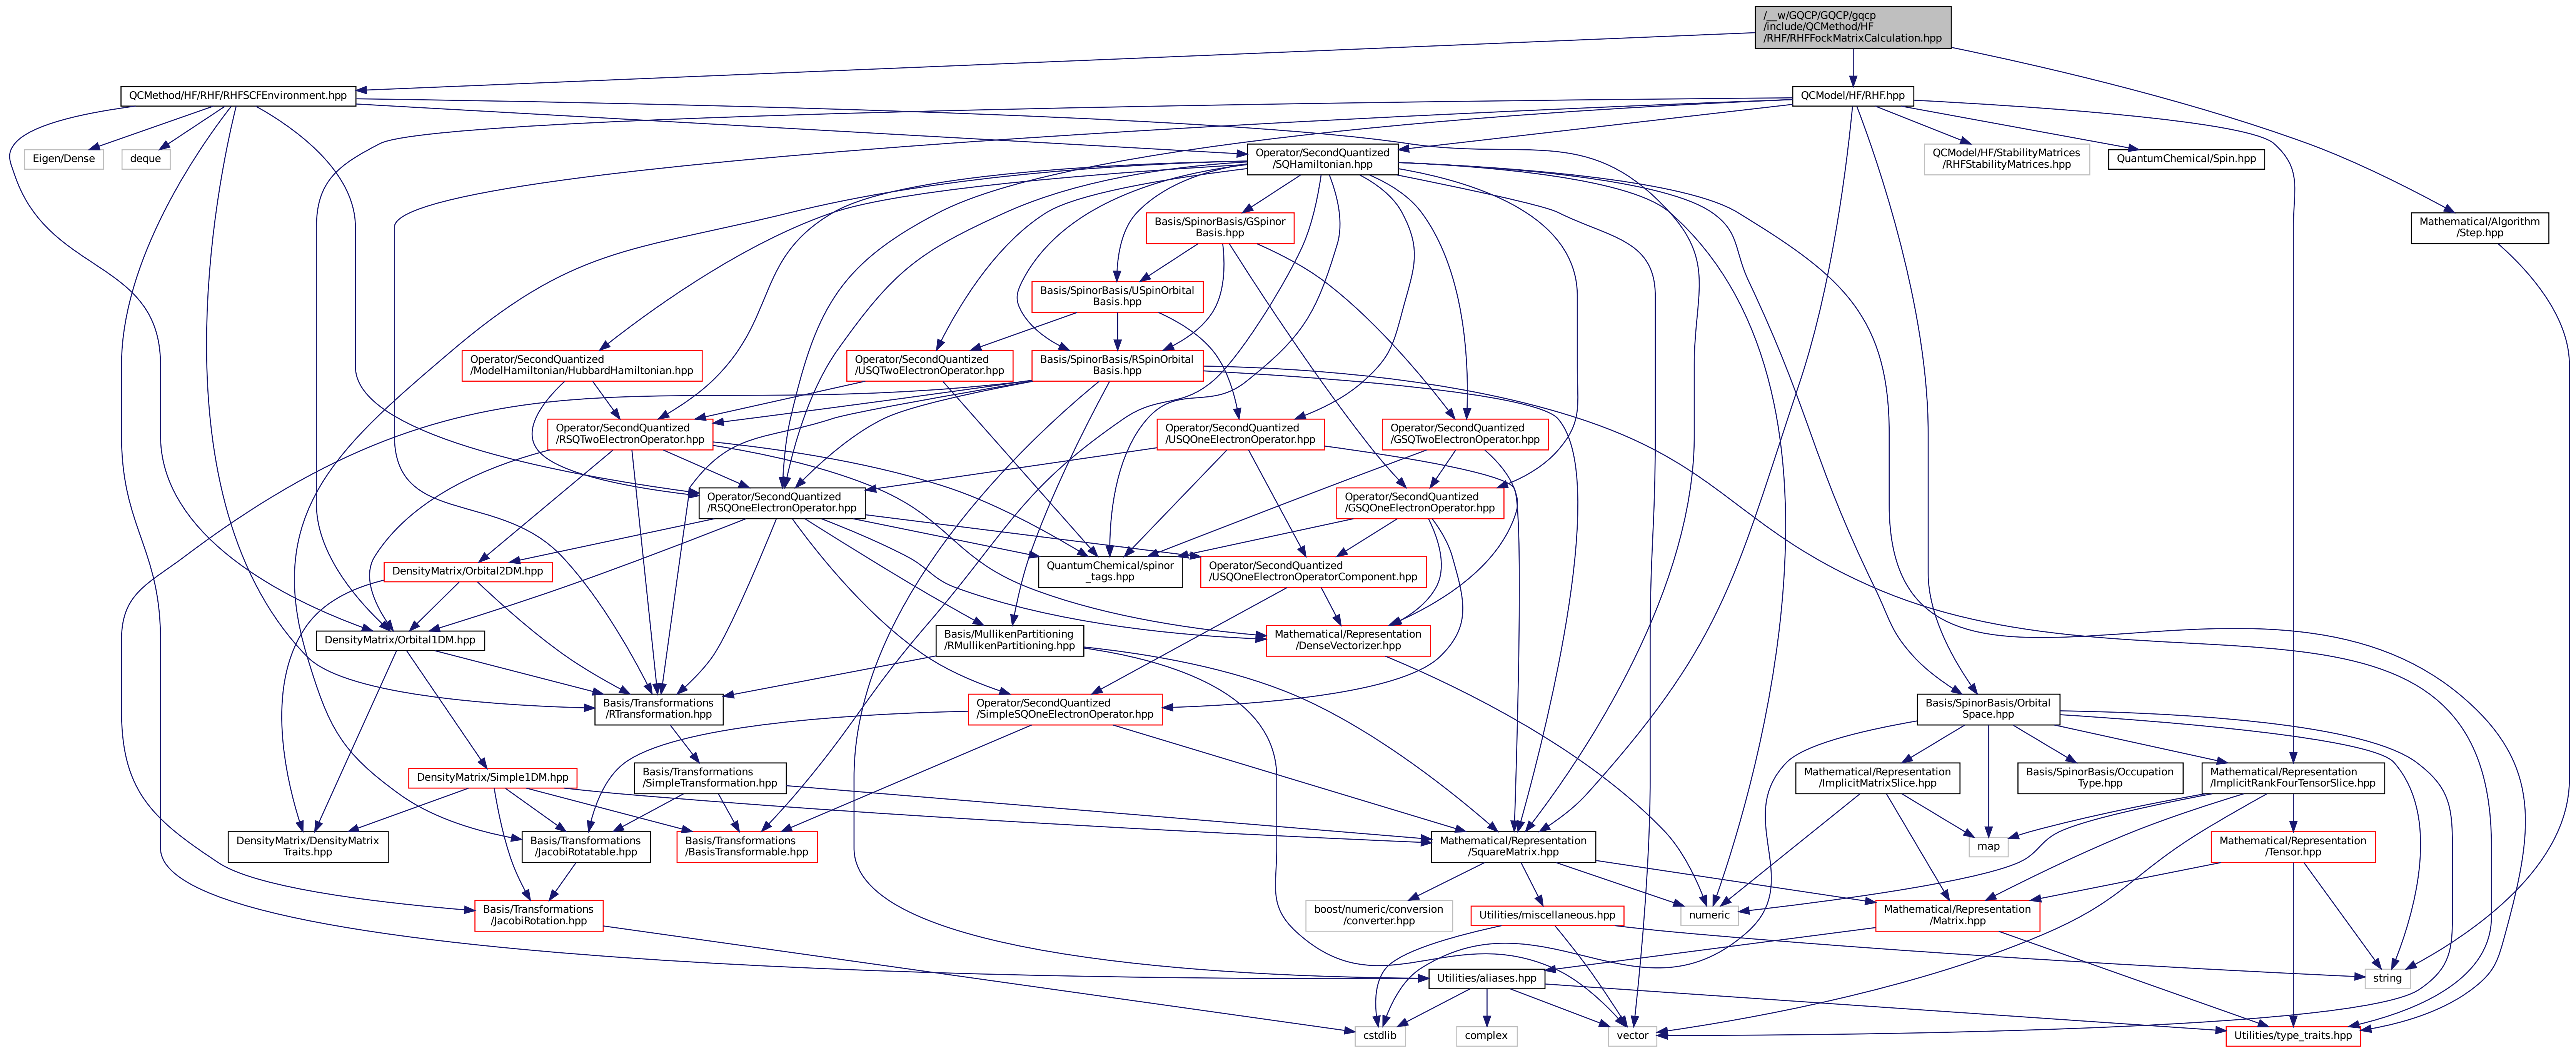 /__w/GQCP/GQCP/gqcp
/include/QCMethod/HF
/RHF/RHFFockMatrixCalculation.hpp
QCMethod/HF/RHF/RHFSCFEnvironment.hpp
QCModel/HF/RHF.hpp
Eigen/Dense
deque
Operator/SecondQuantized
/SQHamiltonian.hpp
QCModel/HF/StabilityMatrices
/RHFStabilityMatrices.hpp
QuantumChemical/Spin.hpp
Basis/SpinorBasis/GSpinor
Basis.hpp
Mathematical/Algorithm
/Step.hpp
Basis/SpinorBasis/USpinOrbital
Basis.hpp
Operator/SecondQuantized
/ModelHamiltonian/HubbardHamiltonian.hpp
Operator/SecondQuantized
/USQTwoElectronOperator.hpp
Basis/SpinorBasis/RSpinOrbital
Basis.hpp
Operator/SecondQuantized
/RSQTwoElectronOperator.hpp
Operator/SecondQuantized
/USQOneElectronOperator.hpp
Operator/SecondQuantized
/GSQTwoElectronOperator.hpp
Operator/SecondQuantized
/RSQOneElectronOperator.hpp
Operator/SecondQuantized
/GSQOneElectronOperator.hpp
DensityMatrix/Orbital2DM.hpp
QuantumChemical/spinor
_tags.hpp
Operator/SecondQuantized
/USQOneElectronOperatorComponent.hpp
DensityMatrix/Orbital1DM.hpp
Basis/MullikenPartitioning
/RMullikenPartitioning.hpp
Mathematical/Representation
/DenseVectorizer.hpp
Basis/Transformations
/RTransformation.hpp
Operator/SecondQuantized
/SimpleSQOneElectronOperator.hpp
Basis/SpinorBasis/Orbital
Space.hpp
DensityMatrix/Simple1DM.hpp
Basis/Transformations
/SimpleTransformation.hpp
Mathematical/Representation
/ImplicitMatrixSlice.hpp
Basis/SpinorBasis/Occupation
Type.hpp
Mathematical/Representation
/ImplicitRankFourTensorSlice.hpp
DensityMatrix/DensityMatrix
Traits.hpp
Basis/Transformations
/JacobiRotatable.hpp
Basis/Transformations
/BasisTransformable.hpp
Mathematical/Representation
/SquareMatrix.hpp
map
Mathematical/Representation
/Tensor.hpp
Basis/Transformations
/JacobiRotation.hpp
boost/numeric/conversion
/converter.hpp
Utilities/miscellaneous.hpp
numeric
Mathematical/Representation
/Matrix.hpp
Utilities/aliases.hpp
string
cstdlib
complex
vector
Utilities/type_traits.hpp